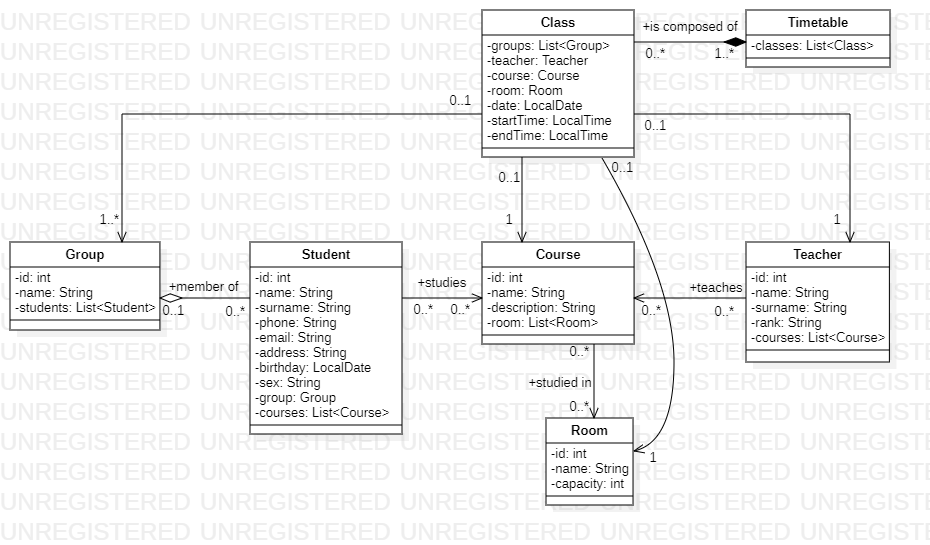 UNREGISTERED UNREGISTERED UNREGISTERED UNREGISTERED UNREGISTERED
Class
-groups: List<Group>
-teacher: Teacher
-course: Course
-room: Room
-date: LocalDate
-startTime: LocalTime
-endTime: LocalTime
+is composed of
0..*
1..*
Timetable
-classes: List<Class>
0..1
1..*
0..1
1
0..1
1
0..1
1
Group
-id: int
-name: String
-students: List<Student>
+member of
0..1
0..*
Student
-id: int
-name: String
-surname: String
-phone: String
-email: String
-address: String
-birthday: LocalDate
-sex: String
-group: Group
-courses: List<Course>
+studies
0..*
0..*
Course
-id: int
-name: String
-description: String
-room: List<Room>
+teaches
0..*
0..*
Teacher
-id: int
-name: String
-surname: String
-rank: String
-courses: List<Course>
0..*
+studied in
0..*
Room
-id: int
-name: String
-capacity: int